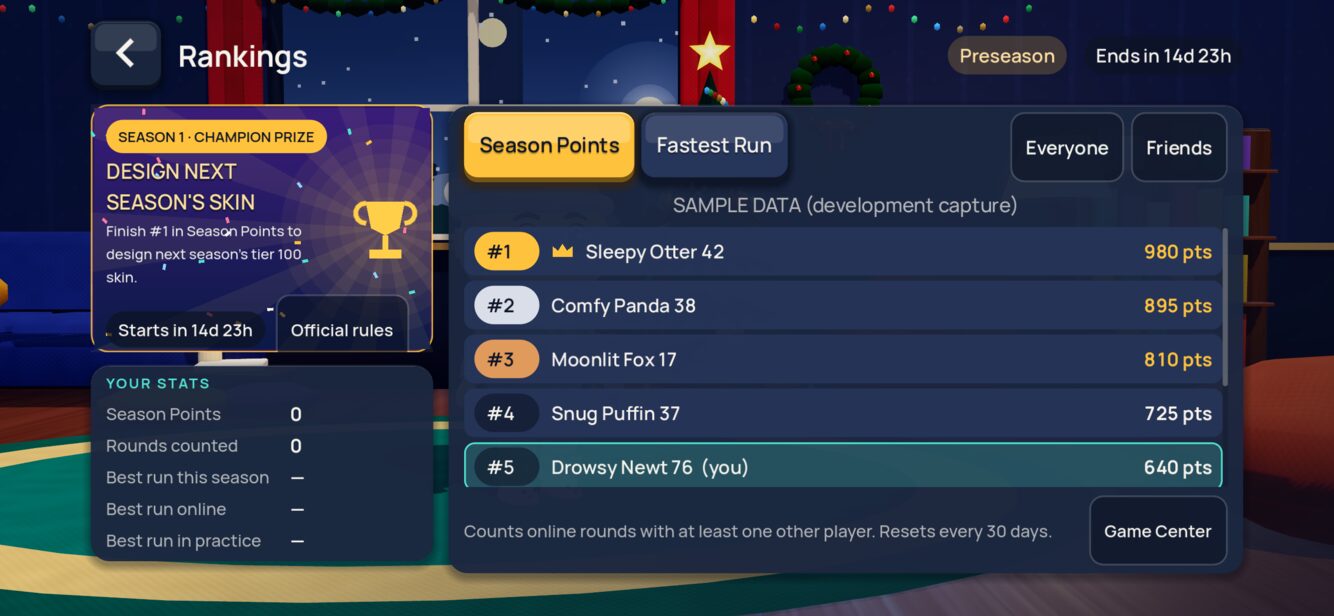 Rankings
Preseason
Ends in 14d 23h
SEASON 1 · CHAMPION PRIZE
DESIGN NEXT
SEASON'S SKIN
Finish #1 in Season Points to
design next season's tier 100
skin.
Starts in 14d 23h
Official rules
YOUR STATS
Season Points 0
Rounds counted 0
Best run this season –
Best run online –
Best run in practice –
Season Points
Fastest Run
Everyone
Friends
SAMPLE DATA (development capture)
#1 Sleepy Otter 42 980 pts
#2 Comfy Panda 38 895 pts
#3 Moonlit Fox 17 810 pts
#4 Snug Puffin 37 725 pts
#5 Drowsy Newt 76 (you) 640 pts
Counts online rounds with at least one other player. Resets every 30 days.
Game Center